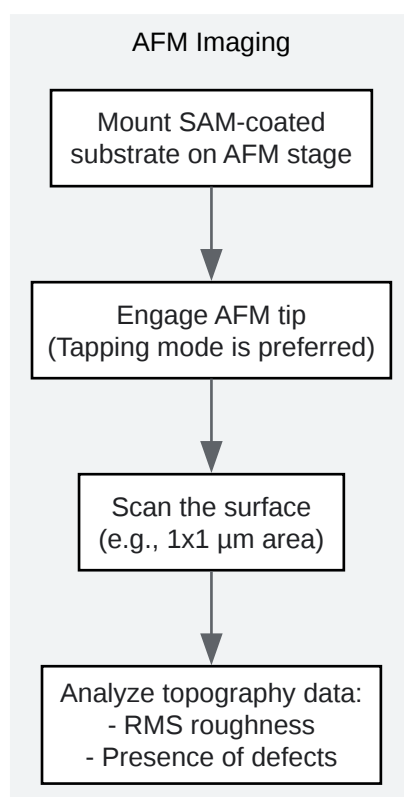 AFM Imaging
Mount SAM-coated
substrate on AFM stage
Engage AFM tip
(Tapping mode is preferred)
Scan the surface
(e.g., 1x1 µm area)
Analyze topography data:
- RMS roughness
- Presence of defects